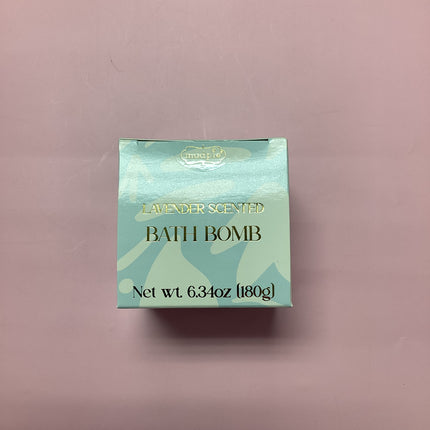 LAVENDER SCENTED
BATH BOMB
Net wt. 6.34oz (180g)